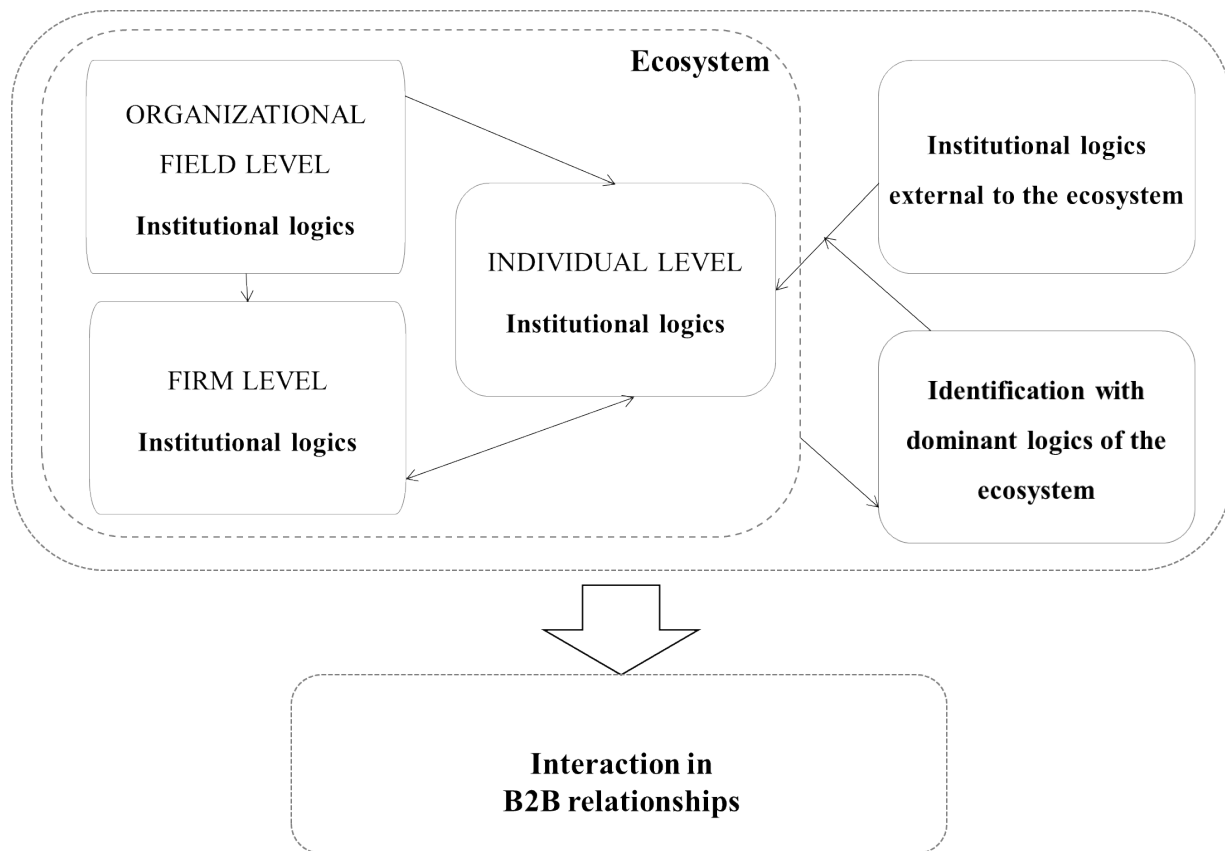 Ecosystem
ORGANIZATIONAL
FIELD LEVEL
Institutional logics
INDIVIDUAL LEVEL
Institutional logics
FIRM LEVEL
Institutional logics
Institutional logics
external to the ecosystem
Identification with
dominant logics of the
ecosystem
Interaction in
B2B relationships